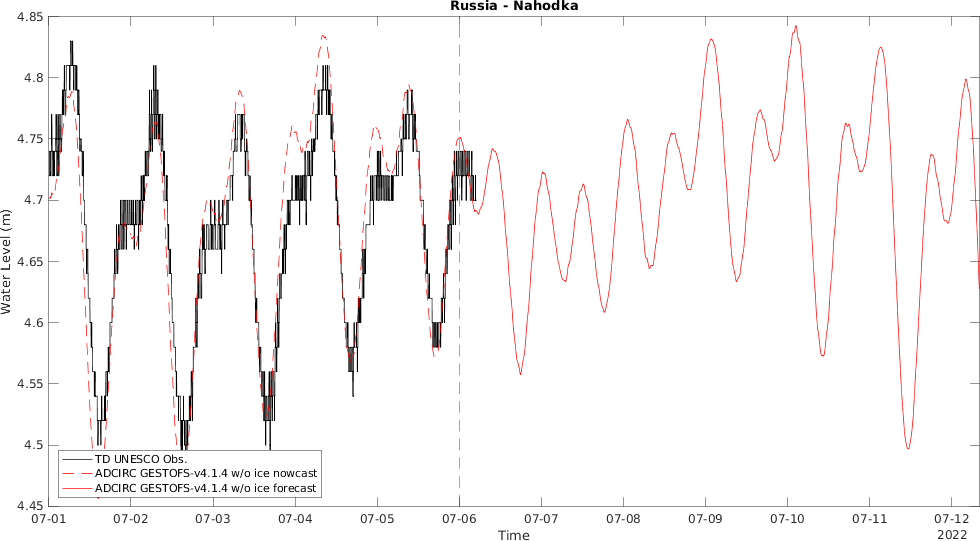 Russia - Nahodka
4.85
4.8
4.75
4.7
4.65
4.6
4.55
4.5
4.45
Water Level (m)
TD UNESCO Obs.
ADCIRC GESTOFS-v4.1.4 w/o ice nowcast
ADCIRC GESTOFS-v4.1.4 w/o ice forecast
07-01 07-02 07-03 07-04 07-05 07-06 07-07 07-08 07-09 07-10 07-11 07-12
Time
2022